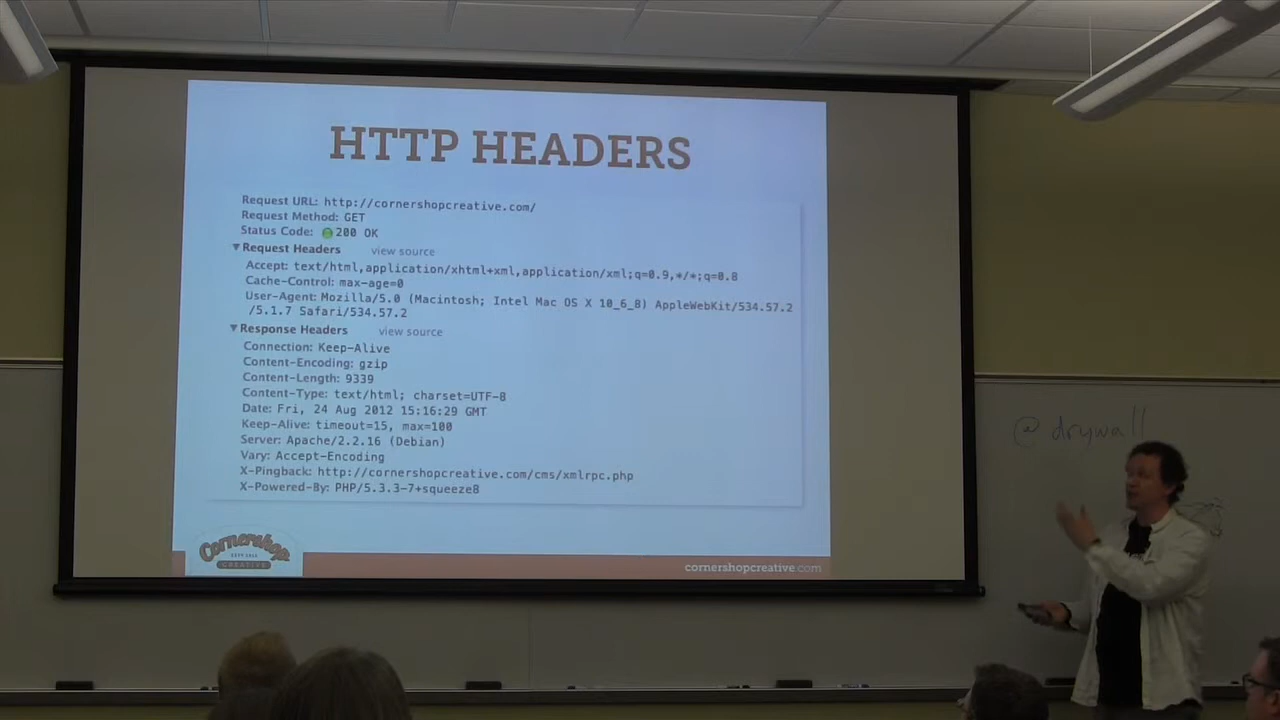 HTTP HEADERS
Request URL: http://cornershopcreative.com/
Request Method: GET
Status Code: 200 OK
Request Headers view source
Accept: text/html,application/xhtml+xml,application/xml;q=0.9,*/*;q=0.8
Cache-Control: max-age=0
User-Agent: Mozilla/5.0 (Macintosh; Intel Mac OS X 10_6_8) AppleWebKit/534.57.2
/5.1.7 Safari/534.57.2
Response Headers view source
Connection: Keep-Alive
Content-Encoding: gzip
Content-Length: 9339
Content-Type: text/html; charset=UTF-8
Date: Fri, 24 Aug 2012 15:16:29 GMT
Keep-Alive: timeout=15, max=100
Server: Apache/2.2.16 (Debian)
Vary: Accept-Encoding
X-Pingback: http://cornershopcreative.com/cms/xmlrpc.php
X-Powered-By: PHP/5.3.3-7+squeeze8
Cornershop
CREATIVE
cornershopcreative.com
@drywall